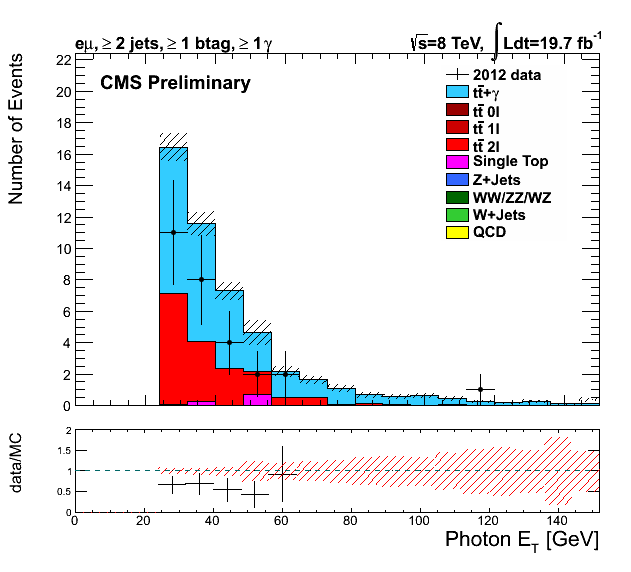 eμ, ≥ 2 jets, ≥ 1 btag, ≥ 1 γ
√s=8 TeV, ∫Ldt=19.7 fb⁻¹
CMS Preliminary
2012 data
tt̄+γ
tt̄ 0l
tt̄ 1l
tt̄ 2l
Single Top
Z+Jets
WW/ZZ/WZ
W+Jets
QCD
Number of Events
22
20
18
16
14
12
10
8
6
4
2
0
data/MC
2
1.5
1
0.5
0
0 20 40 60 80 100 120 140
Photon E_T [GeV]